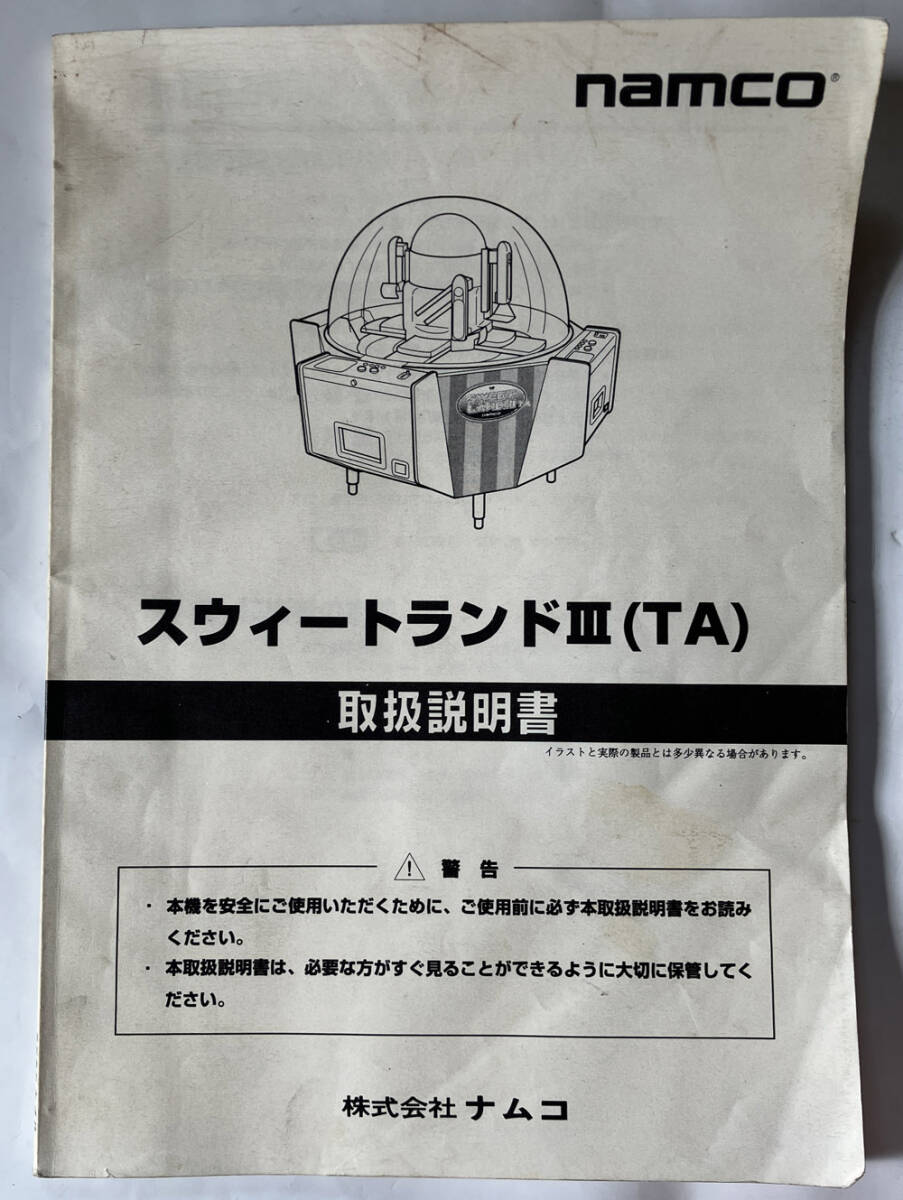 namco®
SWEET
LAND III TA
スウィートランドⅢ(TA)
取扱説明書
イラストと実際の製品とは多少異なる場合があります。
警 告
・ 本機を安全にご使用いただくために、ご使用前に必ず本取扱説明書をお読み
ください。
・ 本取扱説明書は、必要な方がすぐ見ることができるように大切に保管してく
ださい。
株式会社 ナムコ